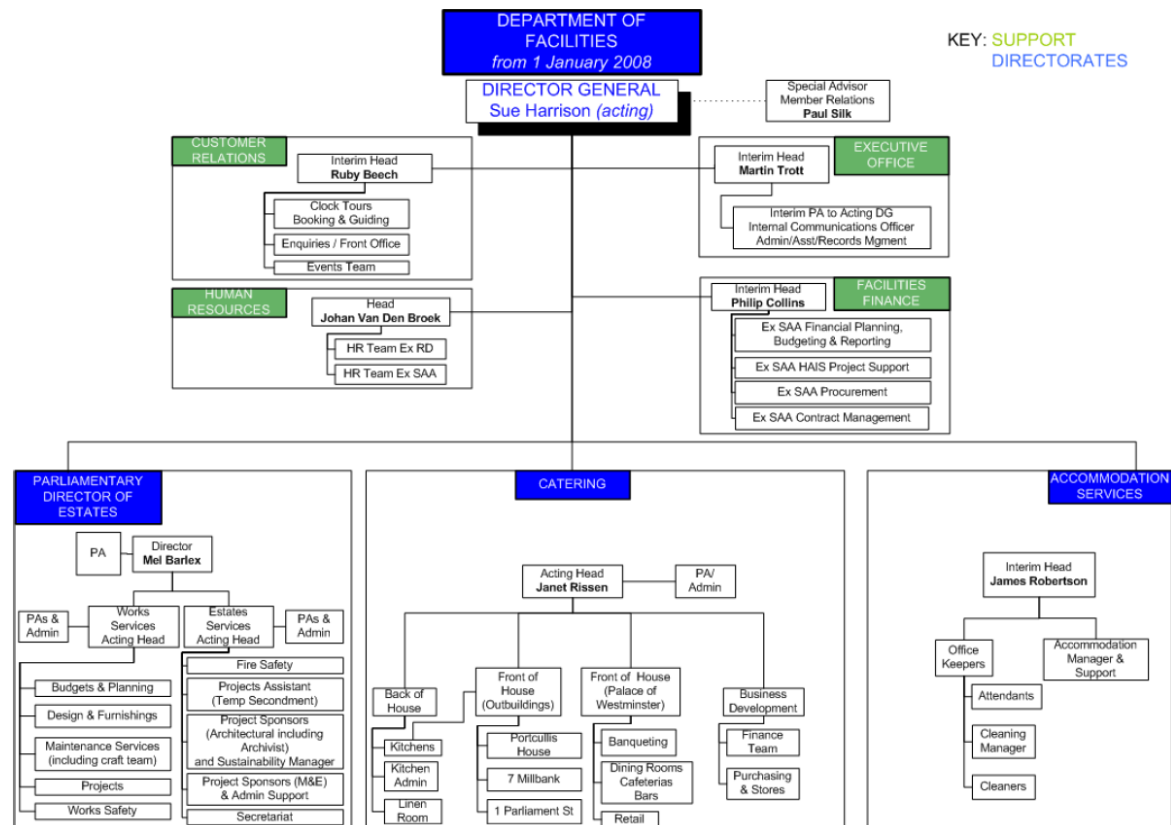 DEPARTMENT OF
FACILITIES
from 1 January 2008
KEY: SUPPORT
DIRECTORATES
DIRECTOR GENERAL
Sue Harrison (acting)
Special Advisor
Member Relations
Paul Silk
CUSTOMER
RELATIONS
Interim Head
Ruby Beech
Clock Tours
Booking & Guiding
Enquiries / Front Office
Events Team
EXECUTIVE
OFFICE
Interim Head
Martin Trott
Interim PA to Acting DG
Internal Communications Officer
Admin/Asst/Records Mgment
HUMAN
RESOURCES
Head
Johan Van Den Broek
HR Team Ex RD
HR Team Ex SAA
FACILITIES
FINANCE
Interim Head
Philip Collins
Ex SAA Financial Planning,
Budgeting & Reporting
Ex SAA HAIS Project Support
Ex SAA Procurement
Ex SAA Contract Management
PARLIAMENTARY
DIRECTOR OF
ESTATES
PA
Director
Mel Barlex
PAs &
Admin
Works
Services
Acting Head
Estates
Services
Acting Head
PAs &
Admin
Budgets & Planning
Design & Furnishings
Maintenance Services
(including craft team)
Projects
Works Safety
Fire Safety
Projects Assistant
(Temp Secondment)
Project Sponsors
(Architectural including
Archivist)
and Sustainability Manager
Project Sponsors (M&E)
& Admin Support
Secretariat
CATERING
Acting Head
Janet Rissen
PA/
Admin
Back of
House
Kitchens
Kitchen
Admin
Linen
Room
Front of
House
(Outbuildings)
Portcullis
House
7 Millbank
1 Parliament St
Front of House
(Palace of
Westminster)
Banqueting
Dining Rooms
Cafeterias
Bars
Retail
Business
Development
Finance
Team
Purchasing
& Stores
ACCOMMODATION
SERVICES
Interim Head
James Robertson
Office
Keepers
Attendants
Cleaning
Manager
Cleaners
Accommodation
Manager &
Support